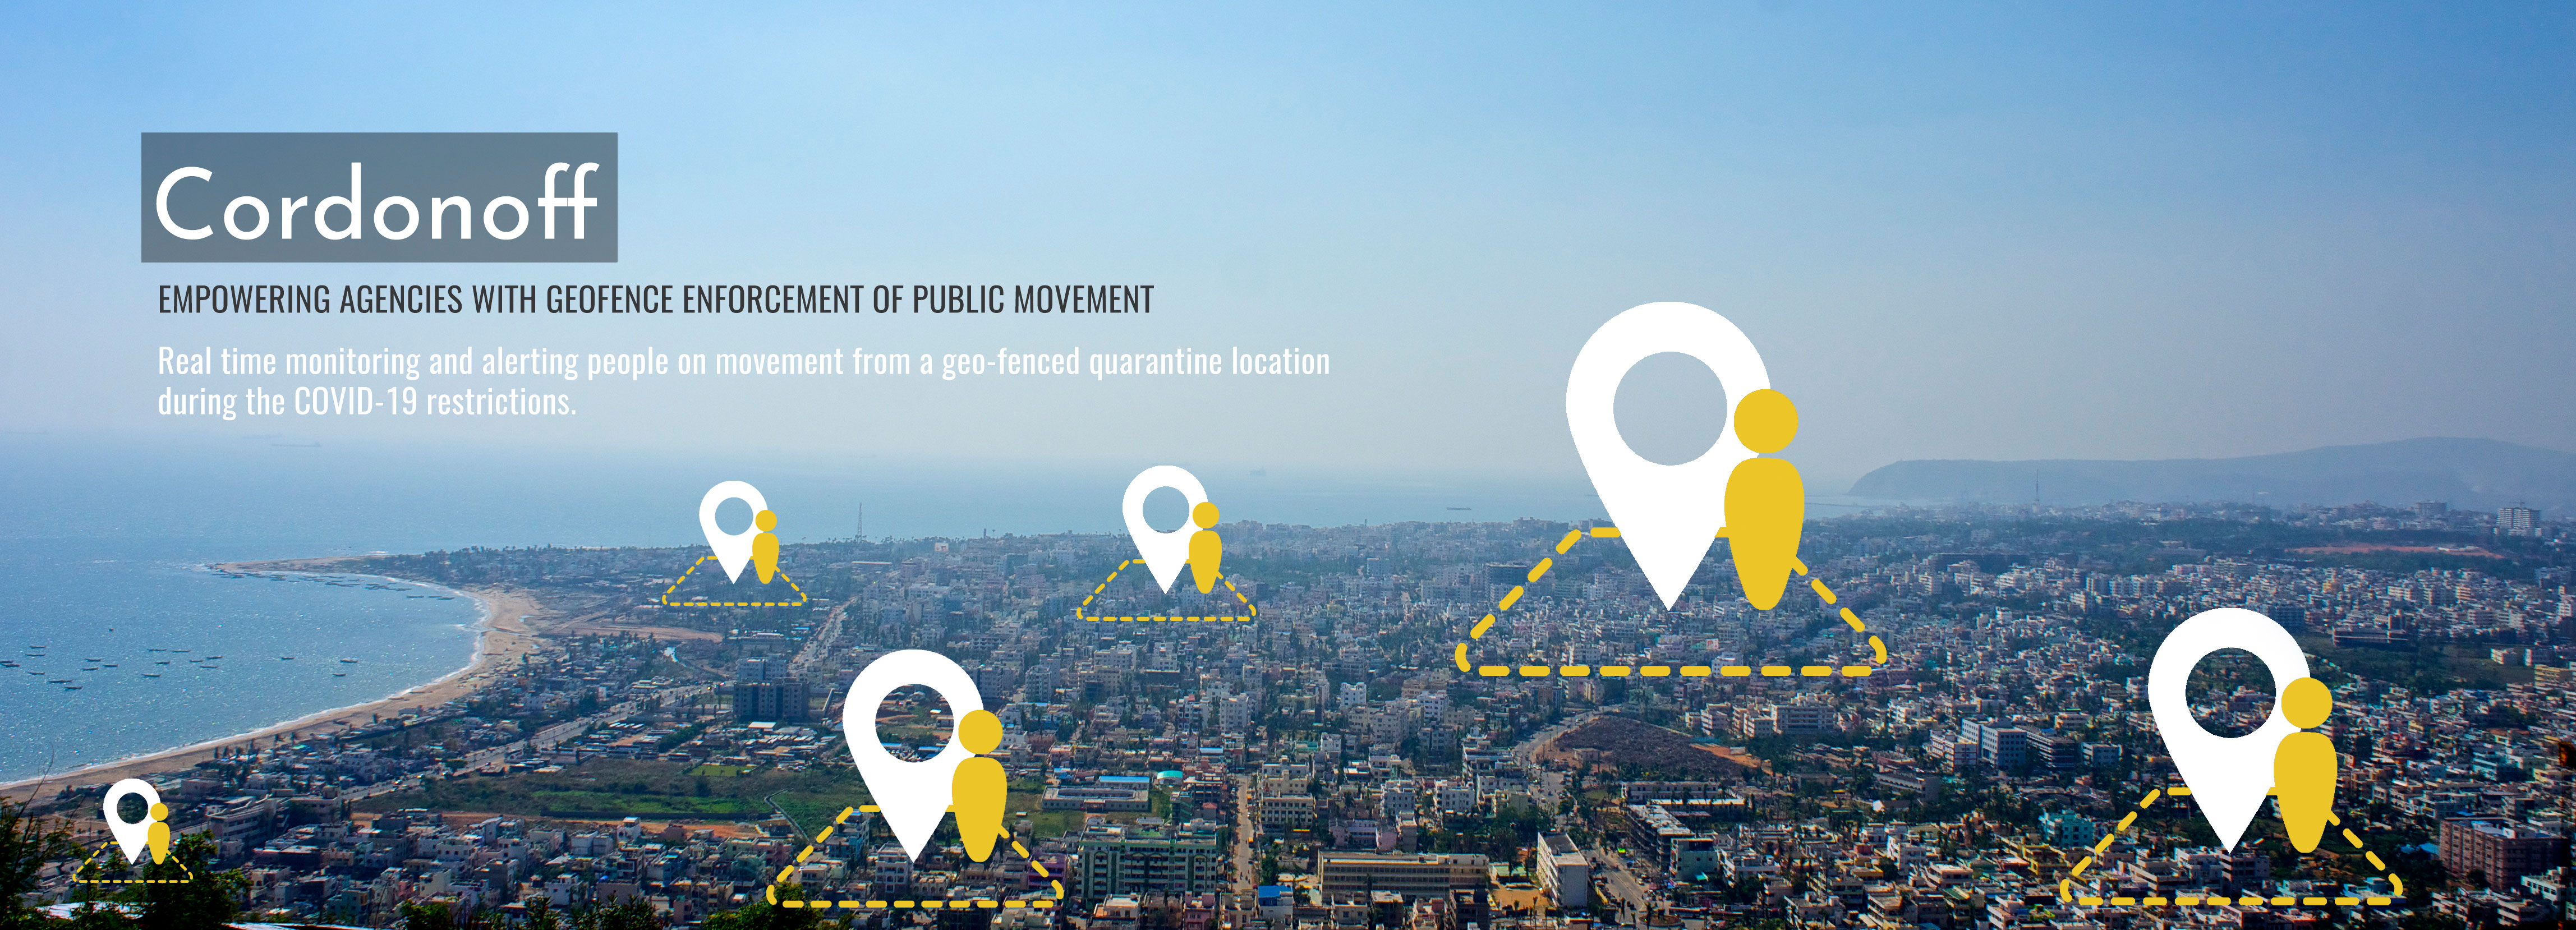 Cordonoff
EMPOWERING AGENCIES WITH GEOFENCE ENFORCEMENT OF PUBLIC MOVEMENT
Real time monitoring and alerting people on movement from a geo-fenced quarantine location
during the COVID-19 restrictions.